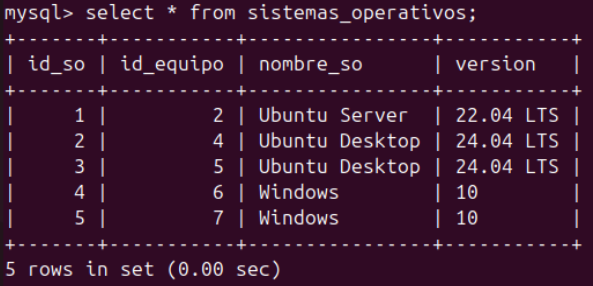 mysql> select * from sistemas_operativos;
+-------+-----------+----------------+-----------+
| id_so | id_equipo | nombre_so      | version   |
+-------+-----------+----------------+-----------+
|     1 |         2 | Ubuntu Server  | 22.04 LTS |
|     2 |         4 | Ubuntu Desktop | 24.04 LTS |
|     3 |         5 | Ubuntu Desktop | 24.04 LTS |
|     4 |         6 | Windows        | 10        |
|     5 |         7 | Windows        | 10        |
+-------+-----------+----------------+-----------+
5 rows in set (0.00 sec)